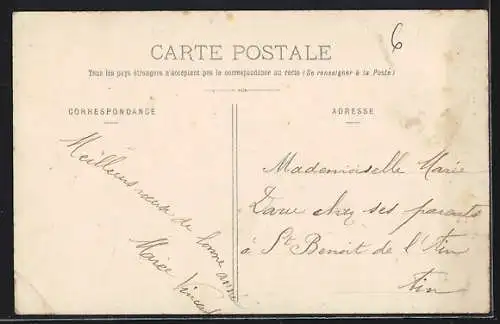 6
CARTE POSTALE
Tous les pays étrangers n'acceptent pas la correspondance au recto (Se renseigner à la Poste)
CORRESPONDANCE
ADRESSE
Meilleurs vœux de bonne année
Marie Vincent
Mademoiselle Marie
chez ses parents
à St Benoit de l'Ain
Ain